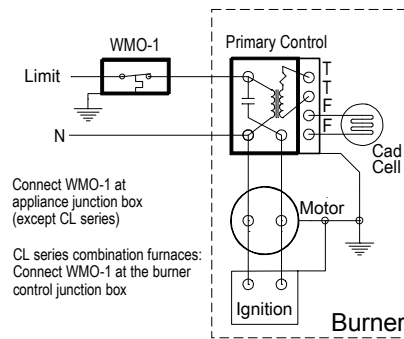 WMO-1
Primary Control
Limit
T
T
F
F
N
Cad
Cell
Connect WMO-1 at
appliance junction box
(except CL series)
Motor
CL series combination furnaces:
Connect WMO-1 at the burner
control junction box
Ignition
Burner